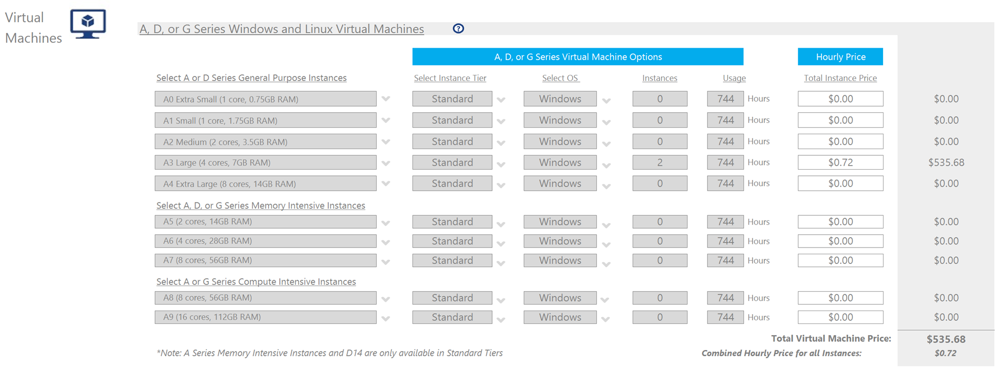 Virtual
Machines
A, D, or G Series Windows and Linux Virtual Machines ?
A, D, or G Series Virtual Machine Options Hourly Price
Select A or D Series General Purpose Instances Select Instance Tier Select OS Instances Usage Total Instance Price
A0 Extra Small (1 core, 0.75GB RAM) Standard Windows 0 744 Hours $0.00 $0.00
A1 Small (1 core, 1.75GB RAM) Standard Windows 0 744 Hours $0.00 $0.00
A2 Medium (2 cores, 3.5GB RAM) Standard Windows 0 744 Hours $0.00 $0.00
A3 Large (4 cores, 7GB RAM) Standard Windows 2 744 Hours $0.72 $535.68
A4 Extra Large (8 cores, 14GB RAM) Standard Windows 0 744 Hours $0.00 $0.00
Select A, D, or G Series Memory Intensive Instances
A5 (2 cores, 14GB RAM) Standard Windows 0 744 Hours $0.00 $0.00
A6 (4 cores, 28GB RAM) Standard Windows 0 744 Hours $0.00 $0.00
A7 (8 cores, 56GB RAM) Standard Windows 0 744 Hours $0.00 $0.00
Select A or G Series Compute Intensive Instances
A8 (8 cores, 56GB RAM) Standard Windows 0 744 Hours $0.00 $0.00
A9 (16 cores, 112GB RAM) Standard Windows 0 744 Hours $0.00 $0.00
Total Virtual Machine Price: $535.68
*Note: A Series Memory Intensive Instances and D14 are only available in Standard Tiers Combined Hourly Price for all Instances: $0.72